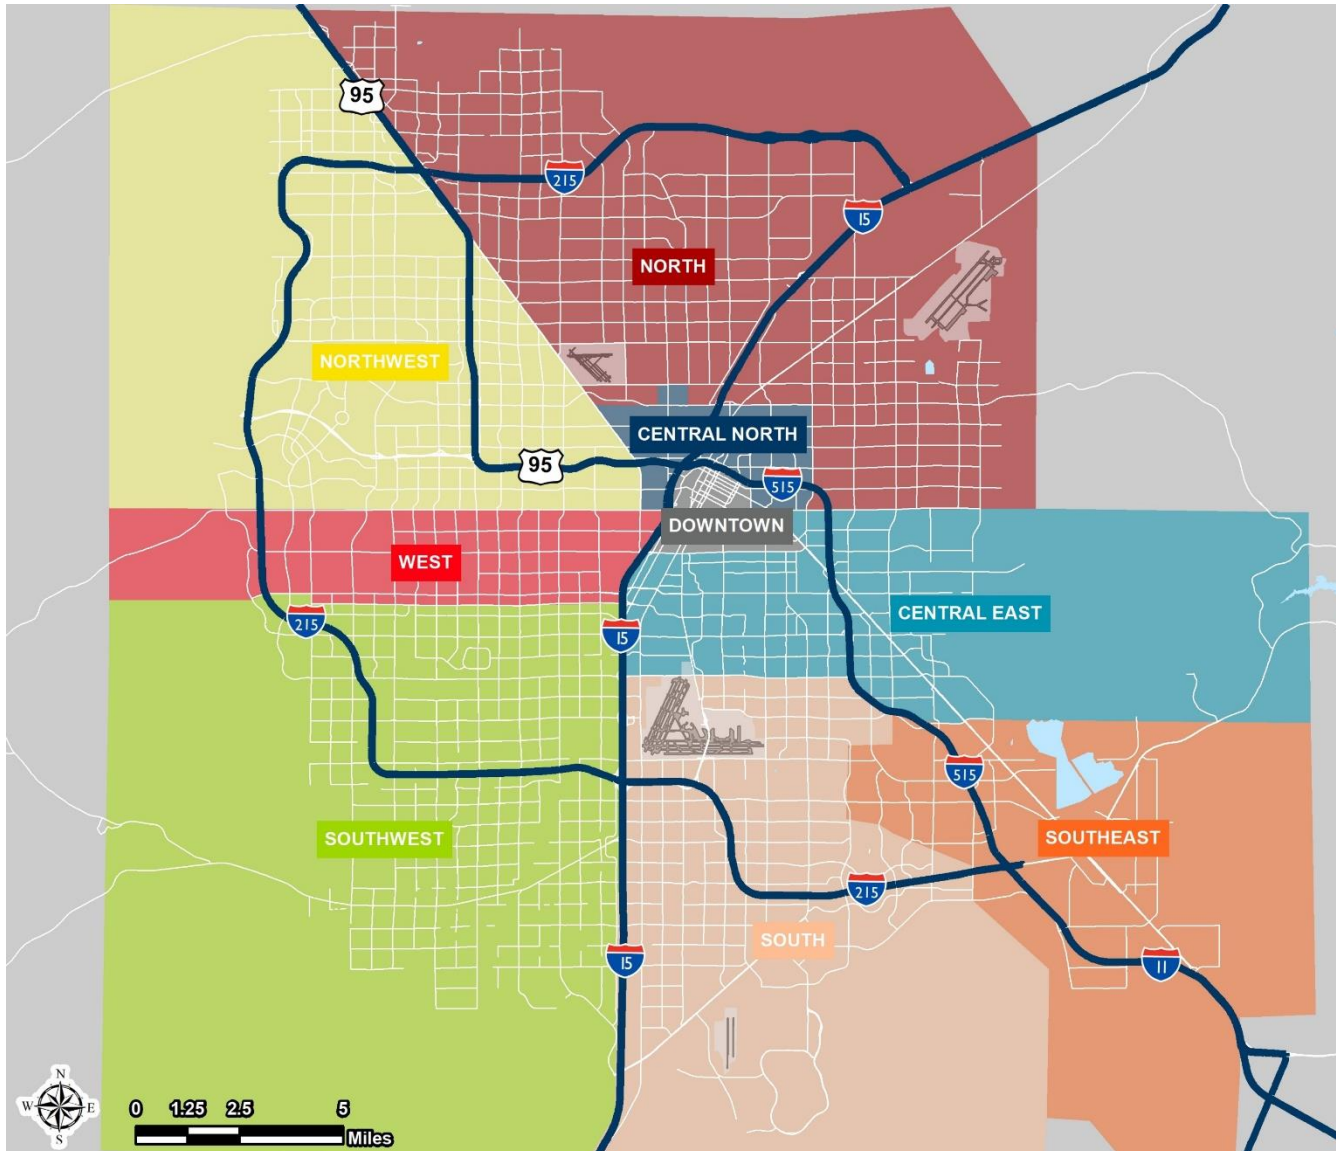 95
215
15
NORTH
NORTHWEST
CENTRAL NORTH
95
515
DOWNTOWN
WEST
CENTRAL EAST
215
15
515
SOUTHWEST
SOUTHEAST
215
SOUTH
15
11
N
W E
S
0 1.25 2.5 5
Miles